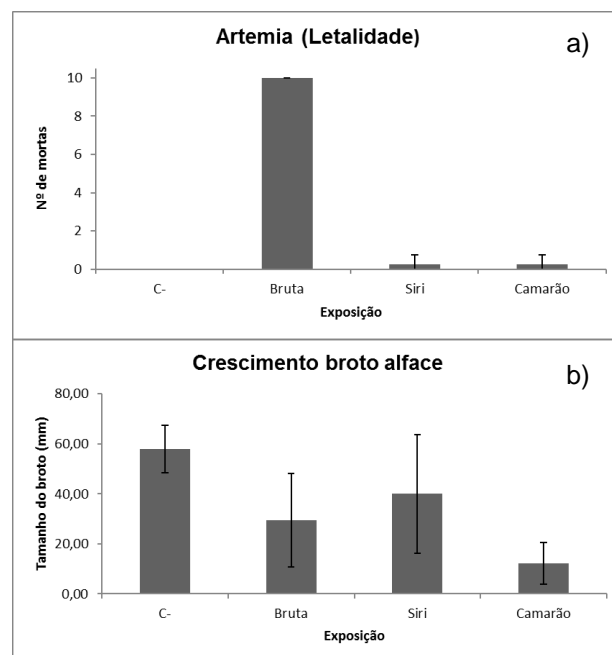 Artemia (Letalidade)
a)
Nº de mortas
10
8
6
4
2
0
C-
Bruta
Siri
Camarão
Exposição
Crescimento broto alface
b)
Tamanho do broto (mm)
80,00
60,00
40,00
20,00
0,00
C-
Bruta
Siri
Camarão
Exposição